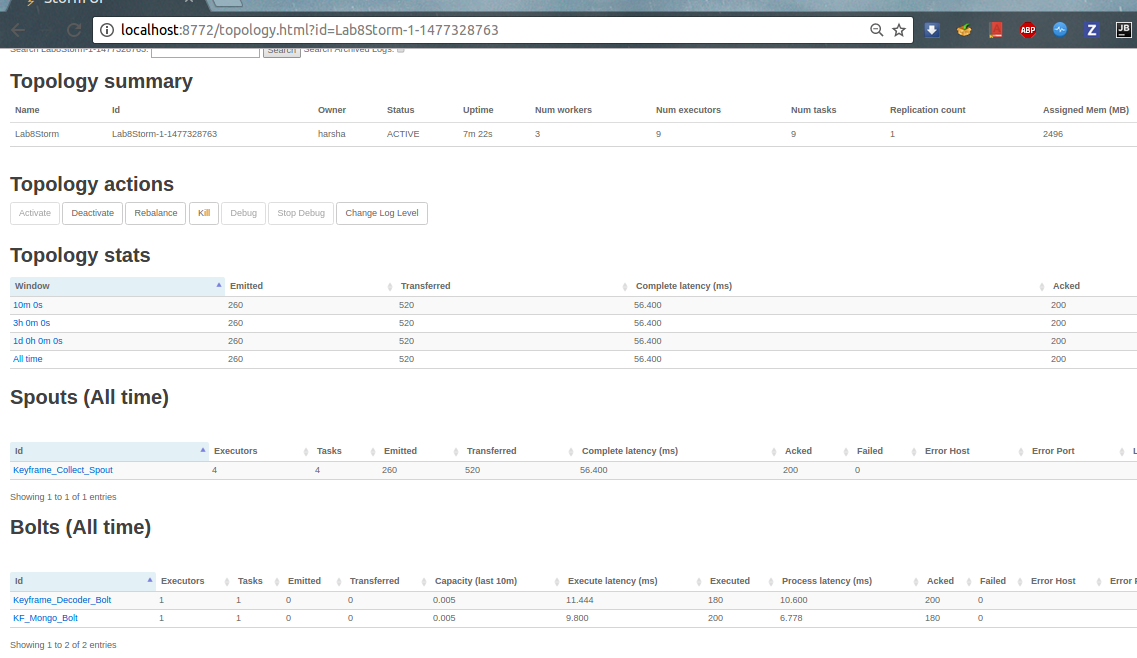 Storm UI
localhost:8772/topology.html?id=Lab8Storm-1-1477328763
ABP Z JB
Search Lab8Storm-1-1477328763: Search Search Archived Logs:
Topology summary
Name Id Owner Status Uptime Num workers Num executors Num tasks Replication count Assigned Mem (MB)
Lab8Storm Lab8Storm-1-1477328763 harsha ACTIVE 7m 22s 3 9 9 1 2496
Topology actions
Activate Deactivate Rebalance Kill Debug Stop Debug Change Log Level
Topology stats
Window Emitted Transferred Complete latency (ms) Acked
10m 0s 260 520 56.400 200
3h 0m 0s 260 520 56.400 200
1d 0h 0m 0s 260 520 56.400 200
All time 260 520 56.400 200
Spouts (All time)
Id Executors Tasks Emitted Transferred Complete latency (ms) Acked Failed Error Host Error Port L
Keyframe_Collect_Spout 4 4 260 520 56.400 200 0
Showing 1 to 1 of 1 entries
Bolts (All time)
Id Executors Tasks Emitted Transferred Capacity (last 10m) Execute latency (ms) Executed Process latency (ms) Acked Failed Error Host Error P
Keyframe_Decoder_Bolt 1 1 0 0 0.005 11.444 180 10.600 200 0
KF_Mongo_Bolt 1 1 0 0 0.005 9.800 200 6.778 180 0
Showing 1 to 2 of 2 entries